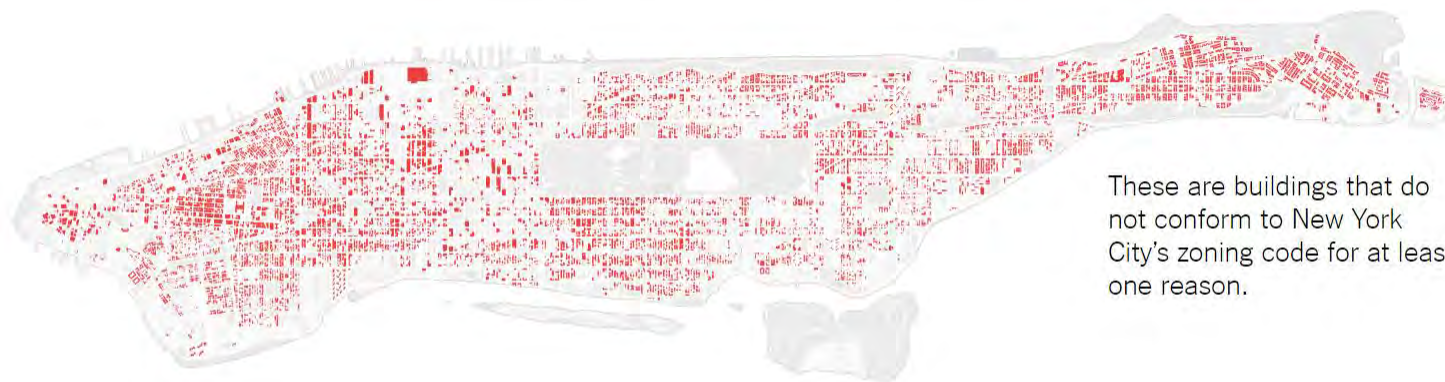 These are buildings that do
not conform to New York
City's zoning code for at leas
one reason.